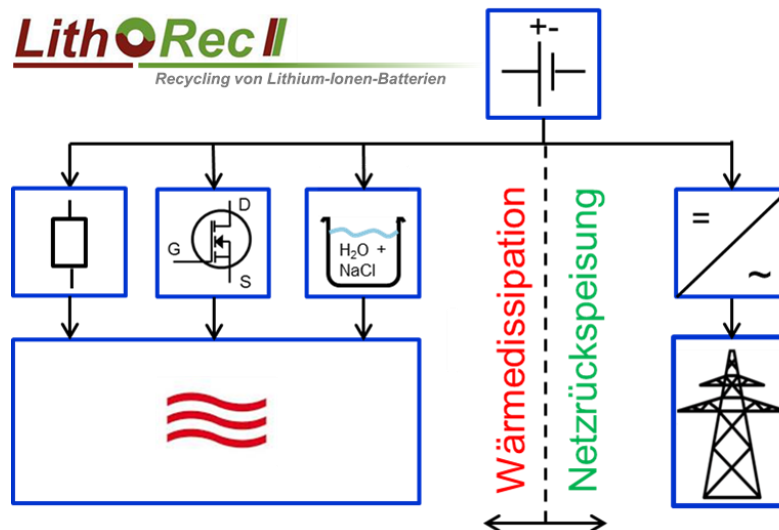 LithoRec II
Recycling von Lithium-Ionen-Batterien
+-
D
G
S
H₂O +
NaCl
Wärmedissipation
Netzrückspeisung
=
~